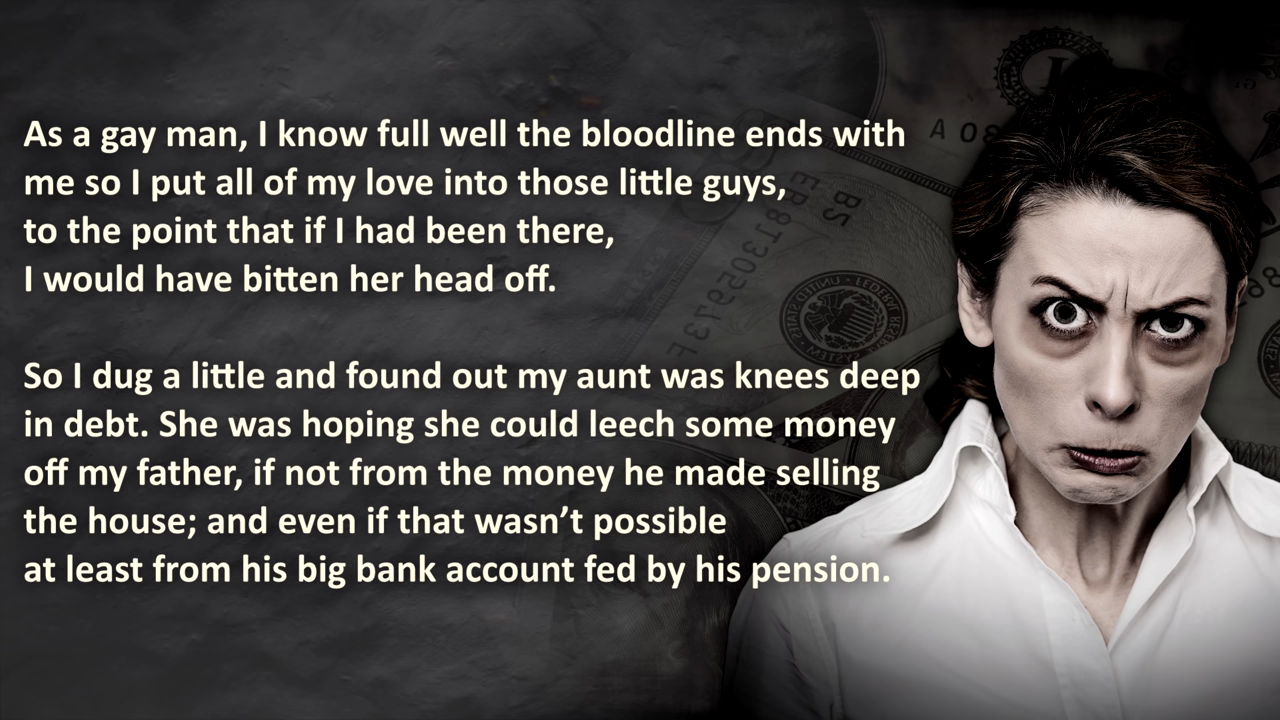 As a gay man, I know full well the bloodline ends with
me so I put all of my love into those little guys,
to the point that if I had been there,
I would have bitten her head off.
So I dug a little and found out my aunt was knees deep
in debt. She was hoping she could leech some money
off my father, if not from the money he made selling
the house; and even if that wasn’t possible
at least from his big bank account fed by his pension.